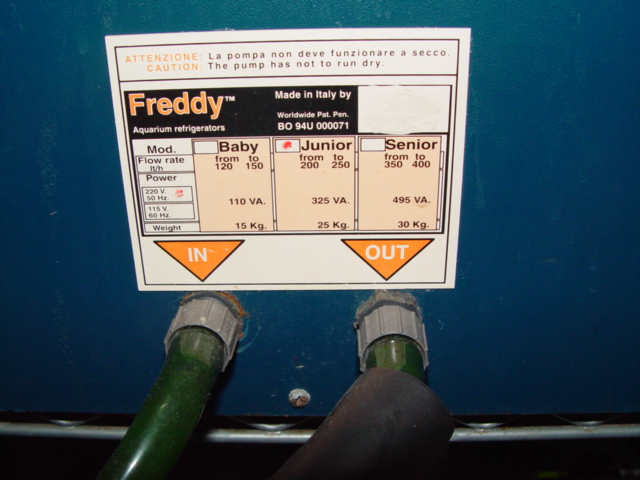 ATTENZIONE: La pompa non deve funzionare a secco.
CAUTION: The pump has not to run dry.
Freddy™
Made in Italy by
Worldwide Pat. Pen.
Aquarium refrigerators
BO 94U 000071
Mod. Baby Junior Senior
Flow rate lt/h from 120 to 150 from 200 to 250 from 350 to 400
Power
220 V. 50 Hz. 110 VA. 325 VA. 495 VA.
115 V. 60 Hz.
Weight 15 Kg. 25 Kg. 30 Kg.
IN OUT